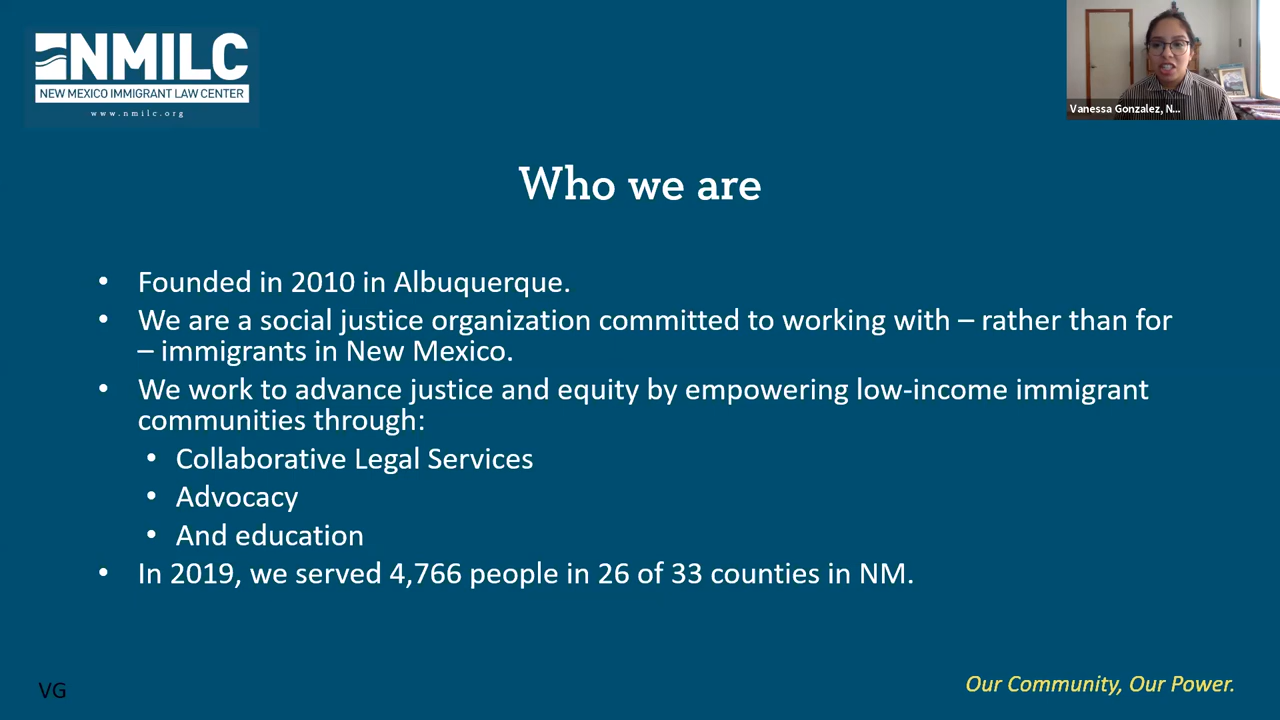 NMILC
NEW MEXICO IMMIGRANT LAW CENTER
www.nmilc.org
Vanessa Gonzalez, N...
Who we are
• Founded in 2010 in Albuquerque.
• We are a social justice organization committed to working with – rather than for
– immigrants in New Mexico.
• We work to advance justice and equity by empowering low-income immigrant
communities through:
• Collaborative Legal Services
• Advocacy
• And education
• In 2019, we served 4,766 people in 26 of 33 counties in NM.
VG
Our Community, Our Power.